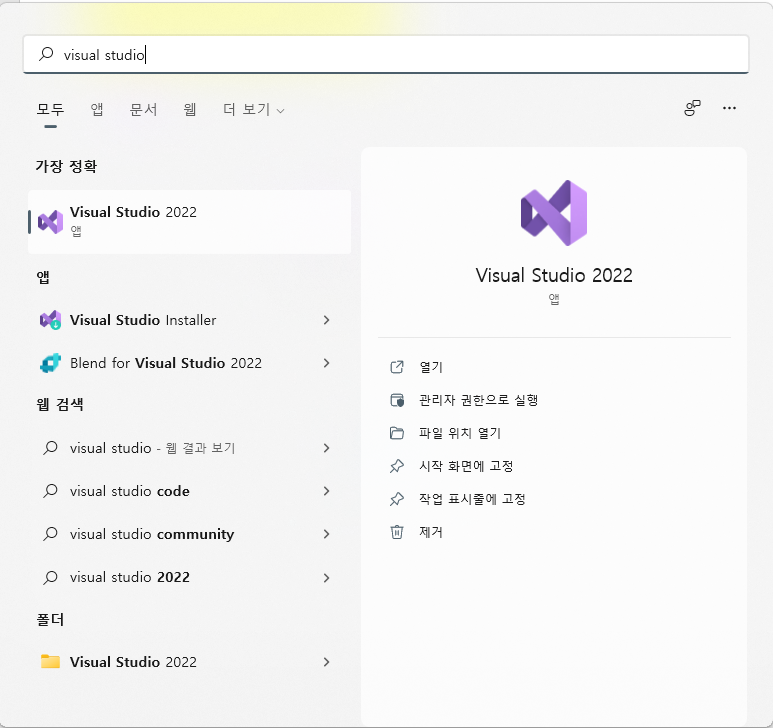 visual studio
모두 앱 문서 웹 더 보기
가장 정확
Visual Studio 2022
앱
앱
Visual Studio Installer
Blend for Visual Studio 2022
웹 검색
visual studio - 웹 결과 보기
visual studio code
visual studio community
visual studio 2022
폴더
Visual Studio 2022
Visual Studio 2022
앱
열기
관리자 권한으로 실행
파일 위치 열기
시작 화면에 고정
작업 표시줄에 고정
제거